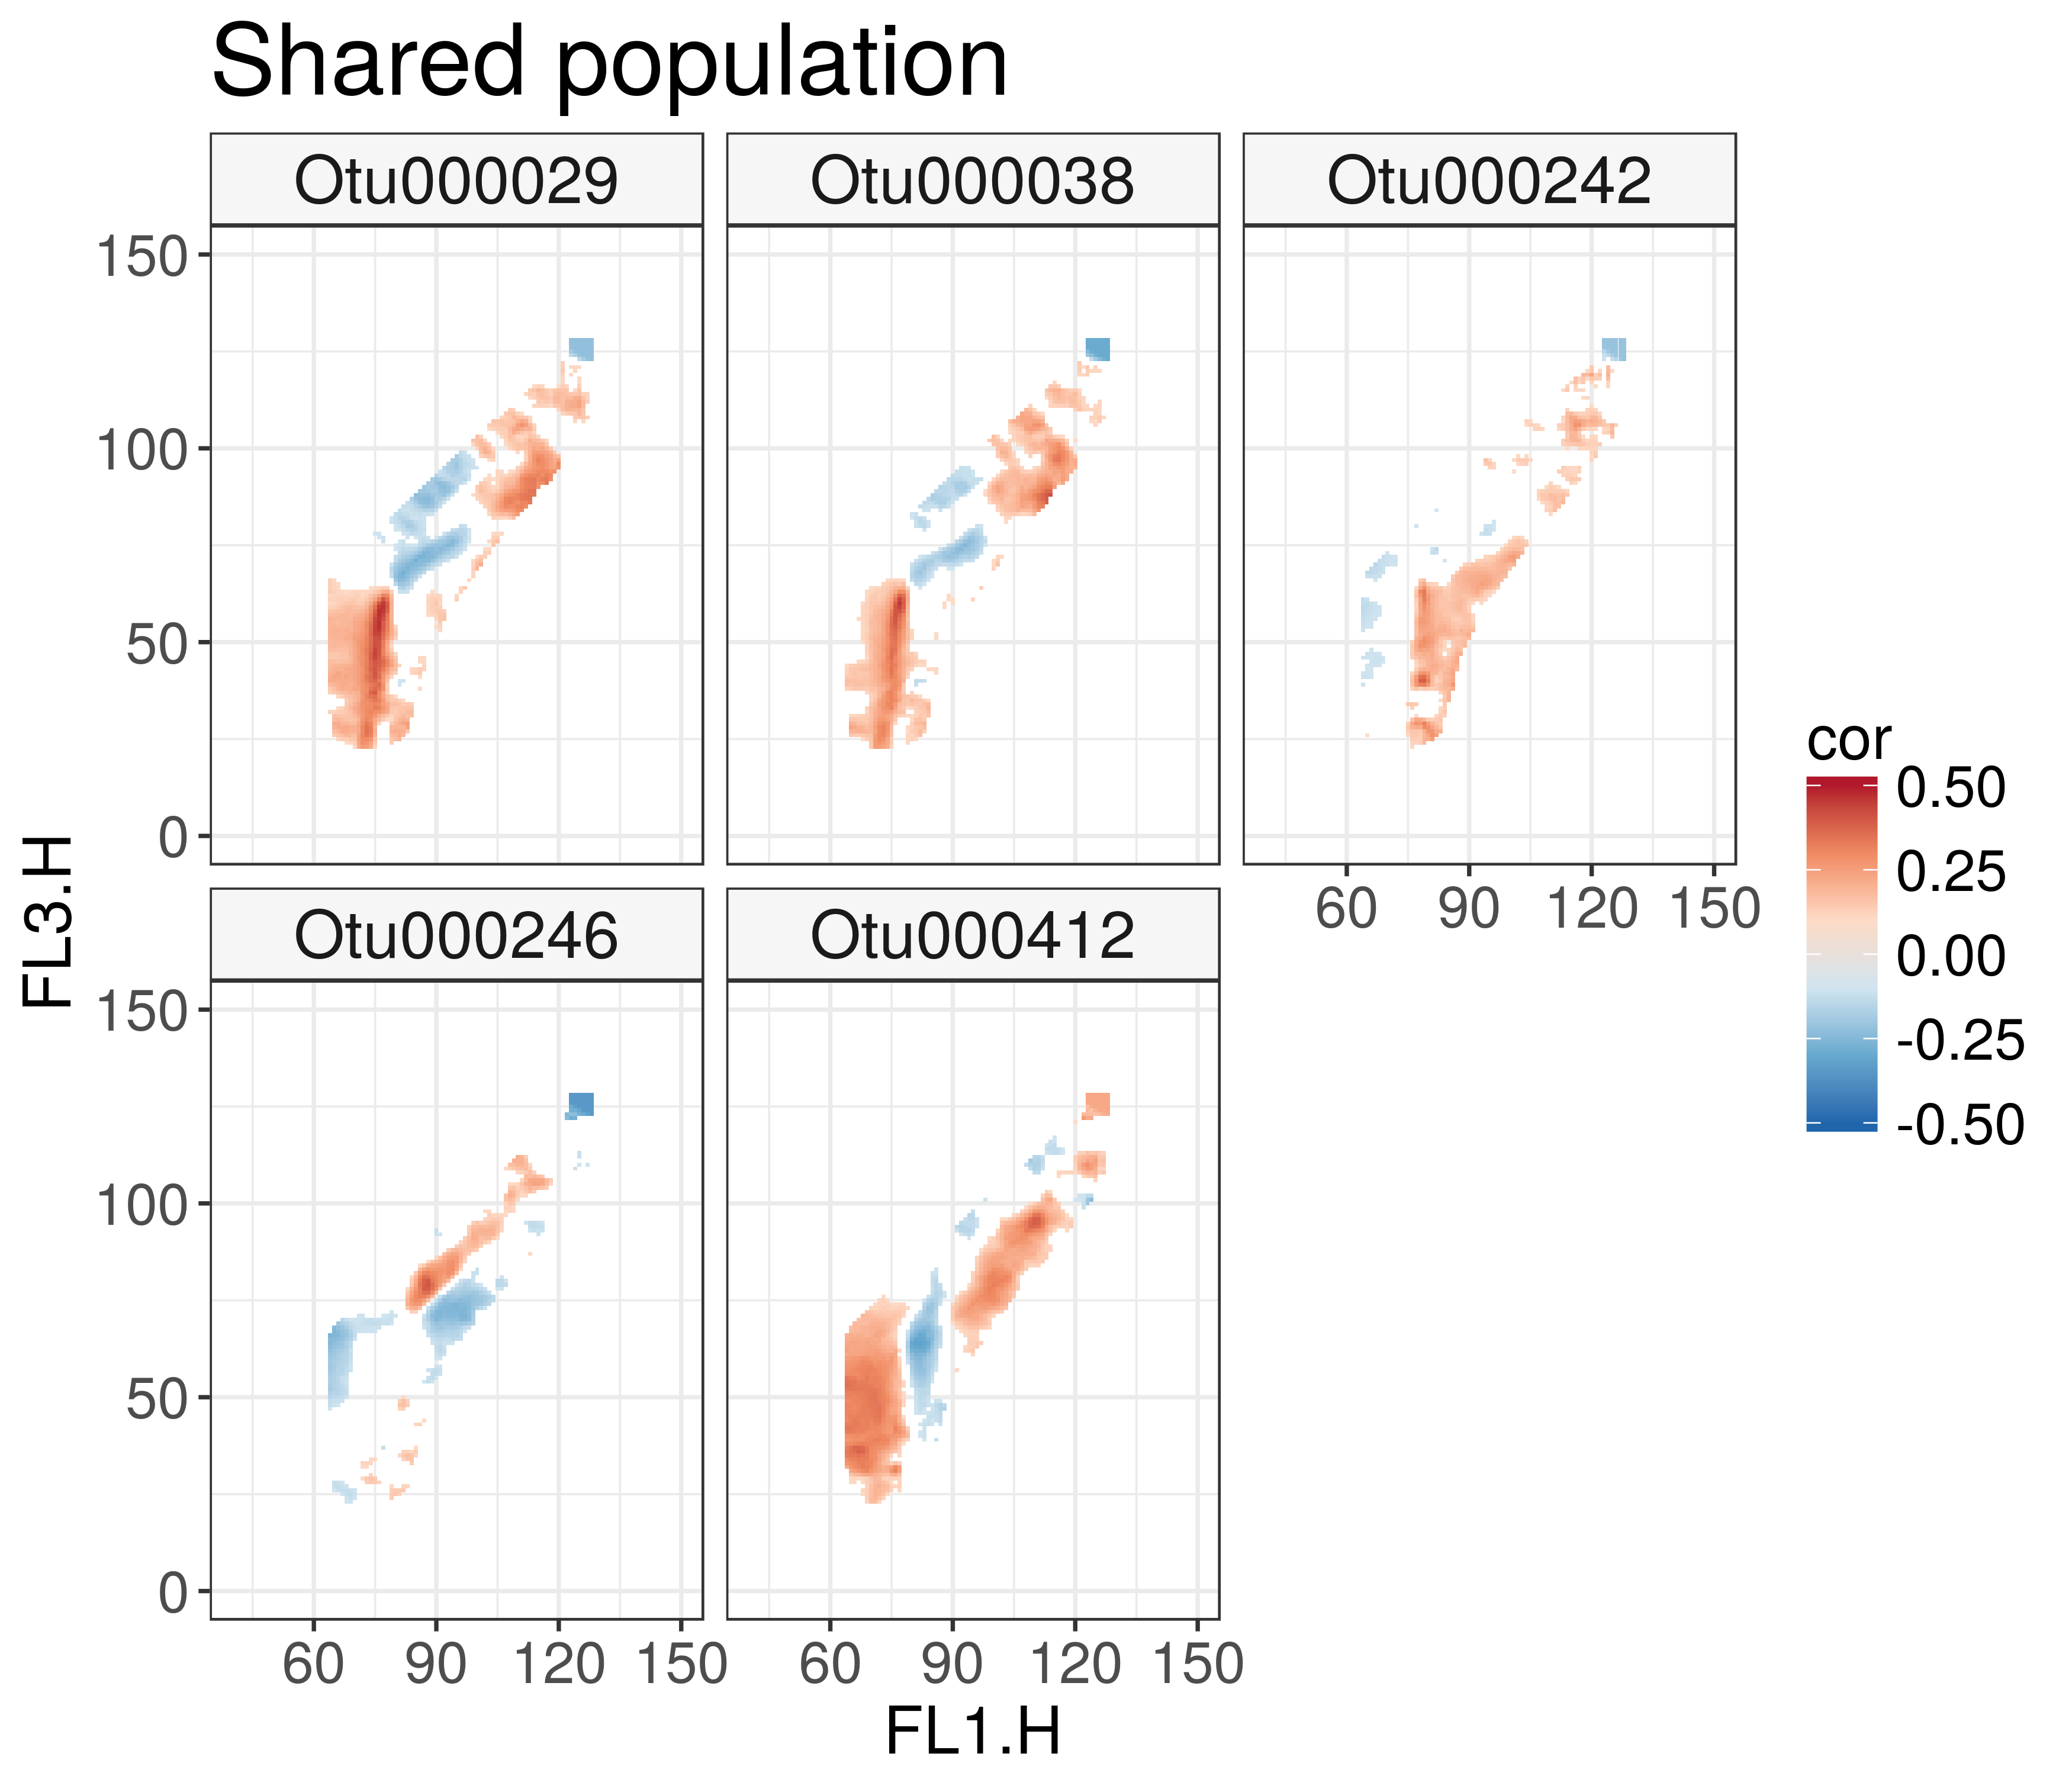 Shared population
Otu000029 Otu000038 Otu000242
150
100
50
0
60 90 120 150
FL3.H
cor
0.50
0.25
0.00
-0.25
-0.50
Otu000246 Otu000412
150
100
50
0
60 90 120 150 60 90 120 150
FL1.H